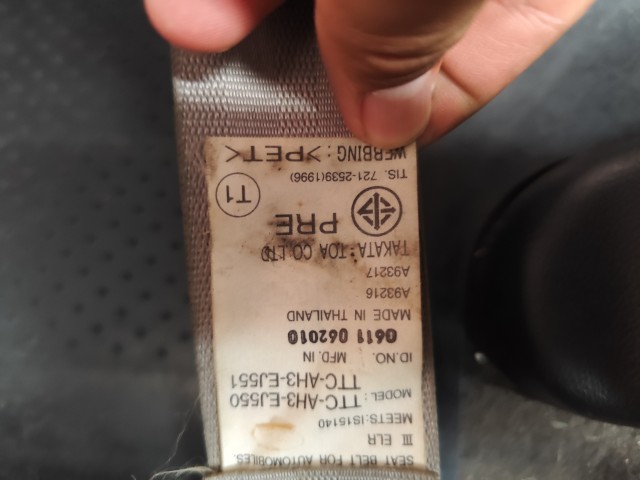 SEAT BELT FOR AUTOMOBILES.
III ELR
MEETS:IS15140
MODEL: TTC-AH3-EJ550
TTC-AH3-EJ551
ID.NO. MFD. IN
0611 062010
MADE IN THAILAND
A93216
A93217
TAKATA-TOA CO.LTD
PRE T1
TIS. 721-2539(1996)
WERBBING: >PET<